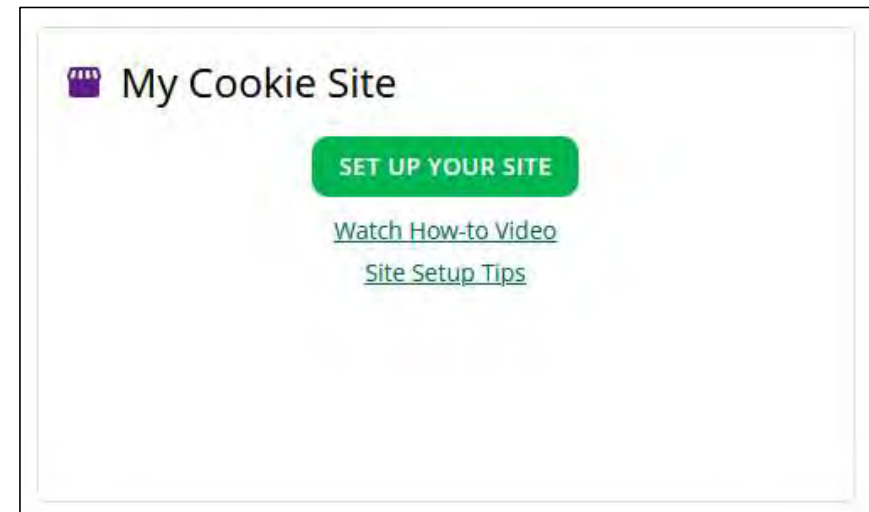 My Cookie Site
SET UP YOUR SITE
Watch How-to Video
Site Setup Tips